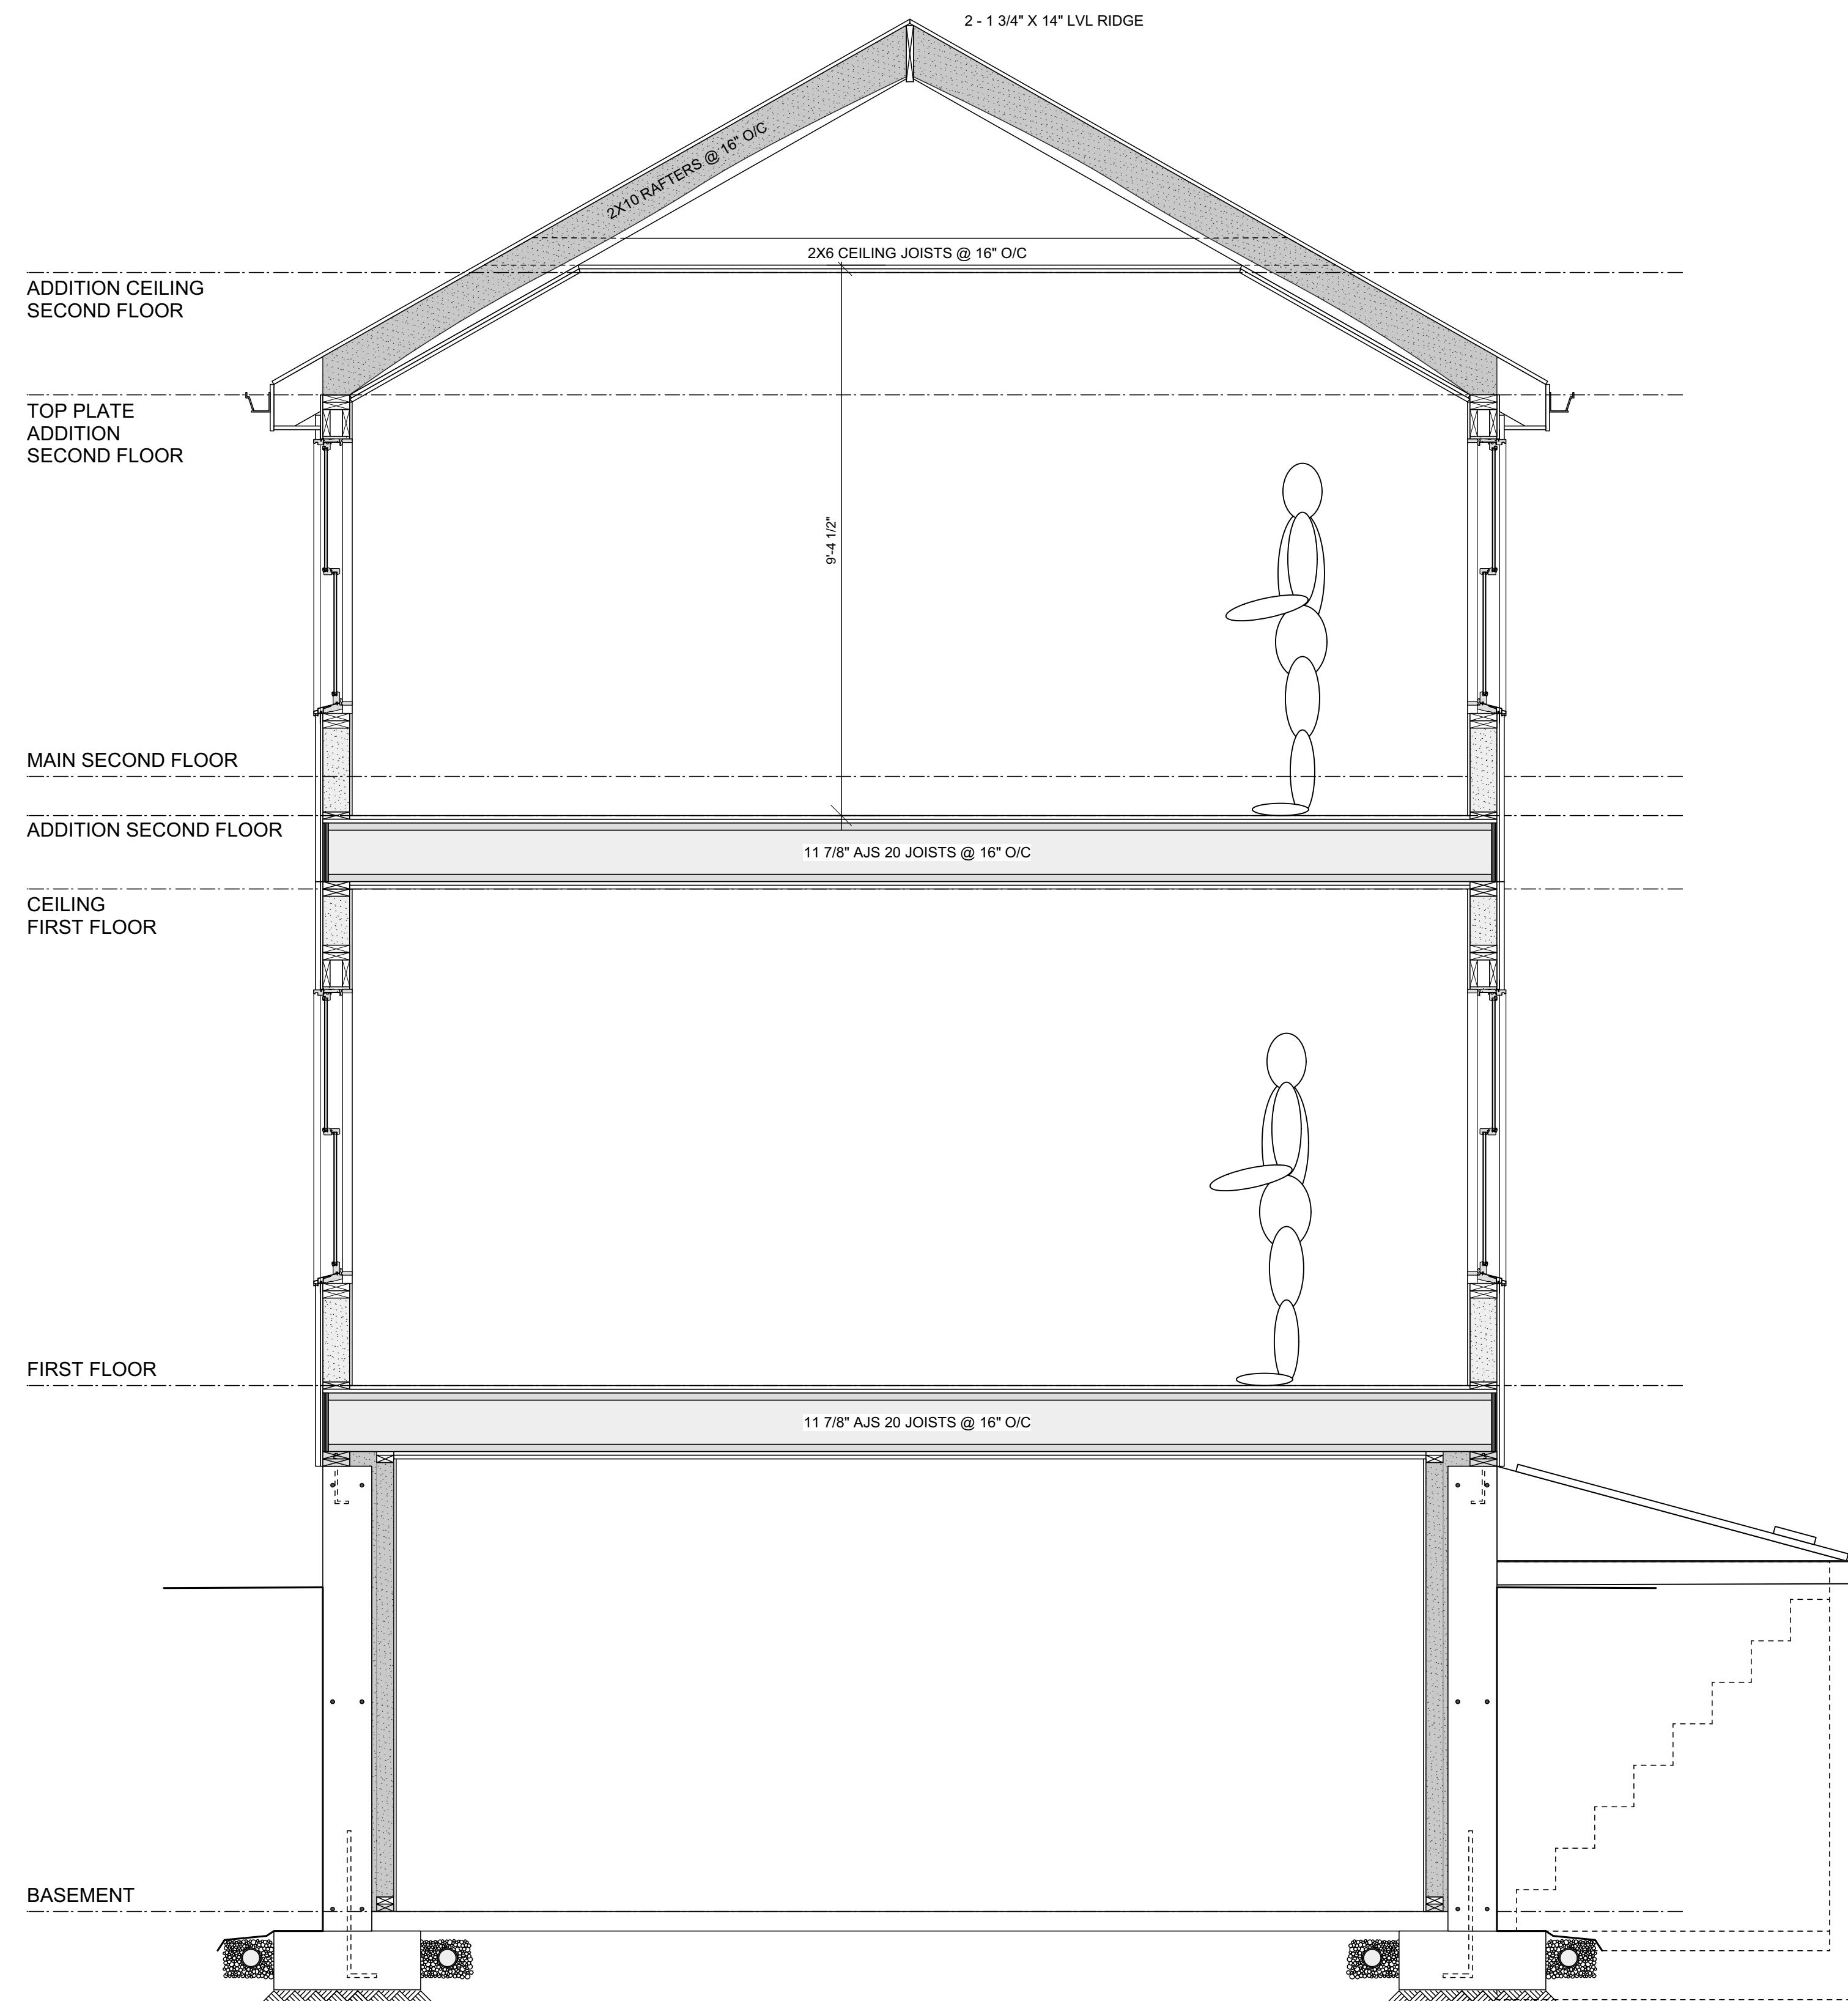 2 - 1 3/4" X 14" LVL RIDGE
2X10 RAFTERS @ 16" O/C
2X6 CEILING JOISTS @ 16" O/C
ADDITION CEILING
SECOND FLOOR
TOP PLATE
ADDITION
SECOND FLOOR
9'-4 1/2"
MAIN SECOND FLOOR
ADDITION SECOND FLOOR
11 7/8" AJS 20 JOISTS @ 16" O/C
CEILING
FIRST FLOOR
FIRST FLOOR
11 7/8" AJS 20 JOISTS @ 16" O/C
BASEMENT